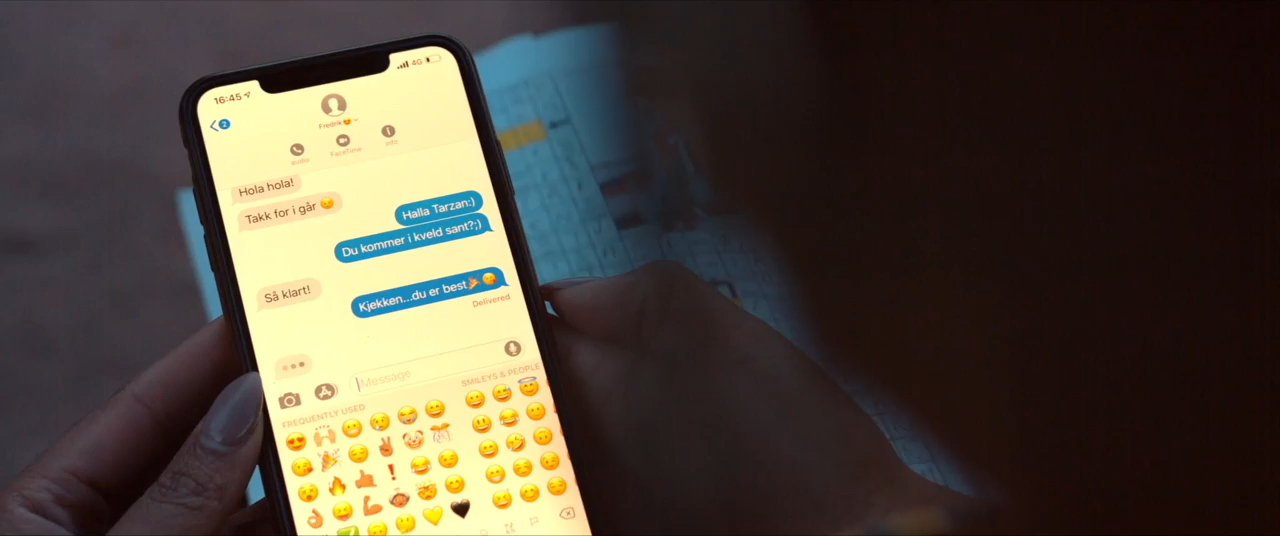 16:45
4G
2
Fredrik😍
audio
FaceTime
info
Hola hola!
Takk for i går 😉
Halla Tarzan:)
Du kommer i kveld sant?;)
Så klart!
Kjekken...du er best🎉😘
Delivered
Message
SMILEYS & PEOPLE
FREQUENTLY USED